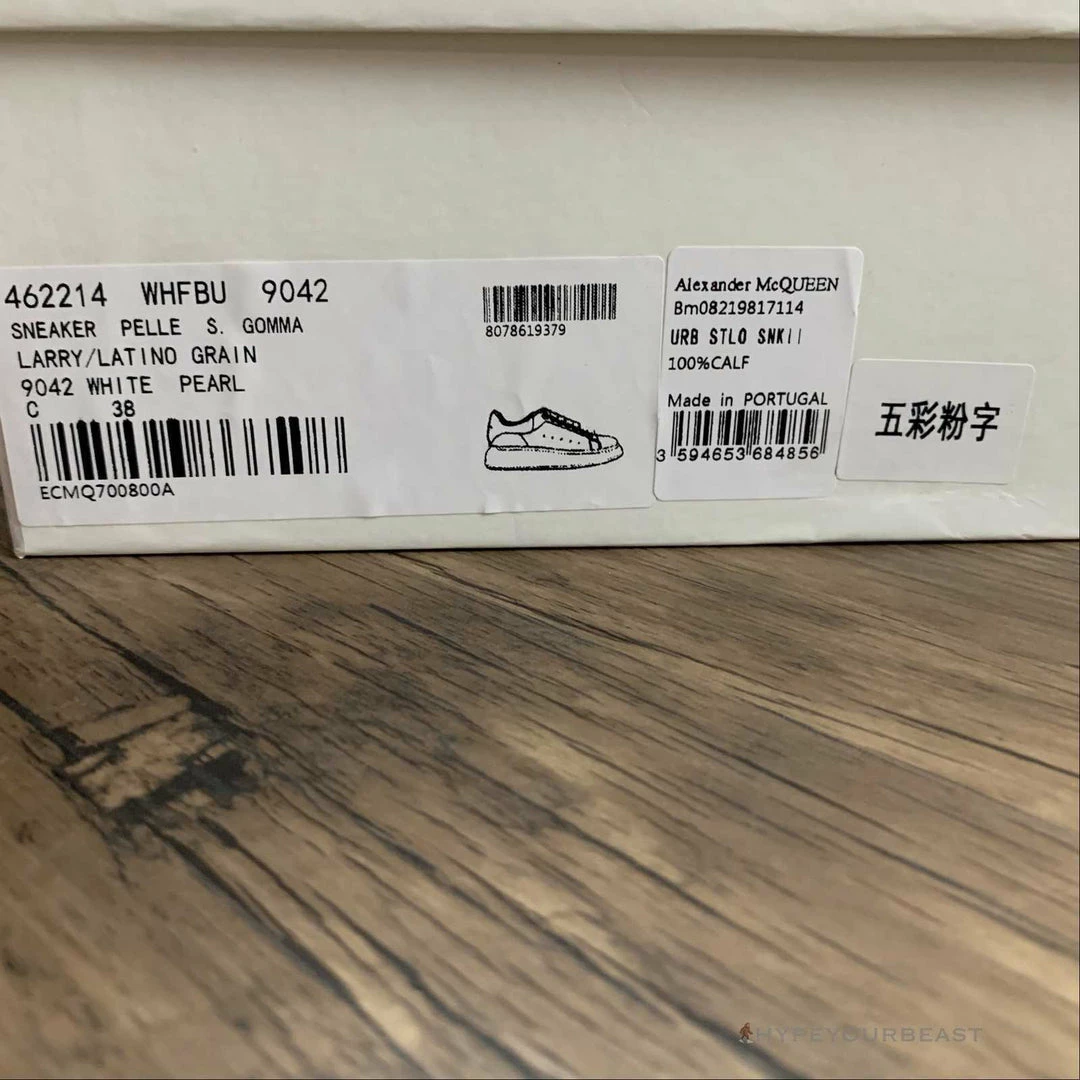 462214 WHFBU 9042
SNEAKER PELLE S. GOMMA
LARRY/LATINO GRAIN
9042 WHITE PEARL
C 38
ECMQ700800A
8078619379
Alexander McQUEEN
Bm08219817114
URB STLO SNKII
100%CALF
Made in PORTUGAL
3 594653 684856
五彩粉字
HYPEYOURBEAST